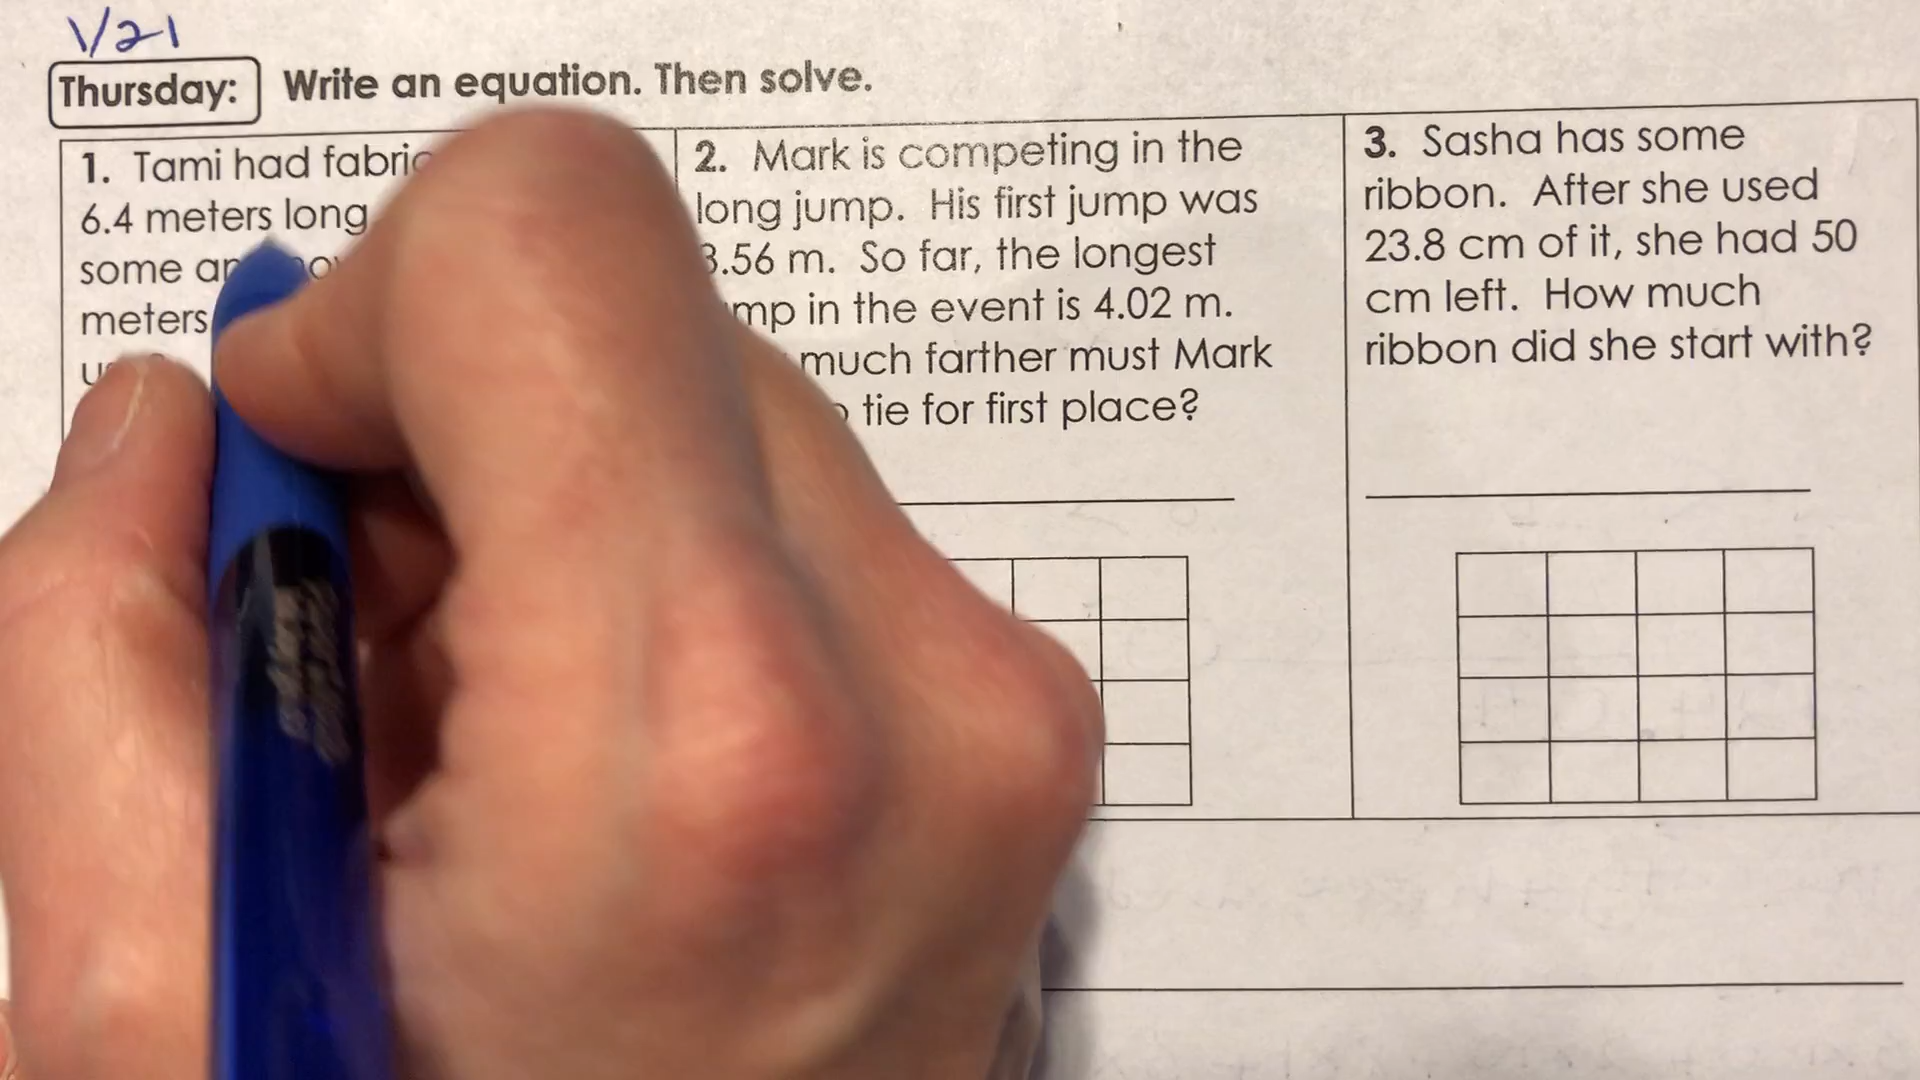 1/21
Thursday: Write an equation. Then solve.
1. Tami had fabric
6.4 meters long
some
meters
2. Mark is competing in the
long jump. His first jump was
3.56 m. So far, the longest
in the event is 4.02 m.
much farther must Mark
tie for first place?
3. Sasha has some
ribbon. After she used
23.8 cm of it, she had 50
cm left. How much
ribbon did she start with?